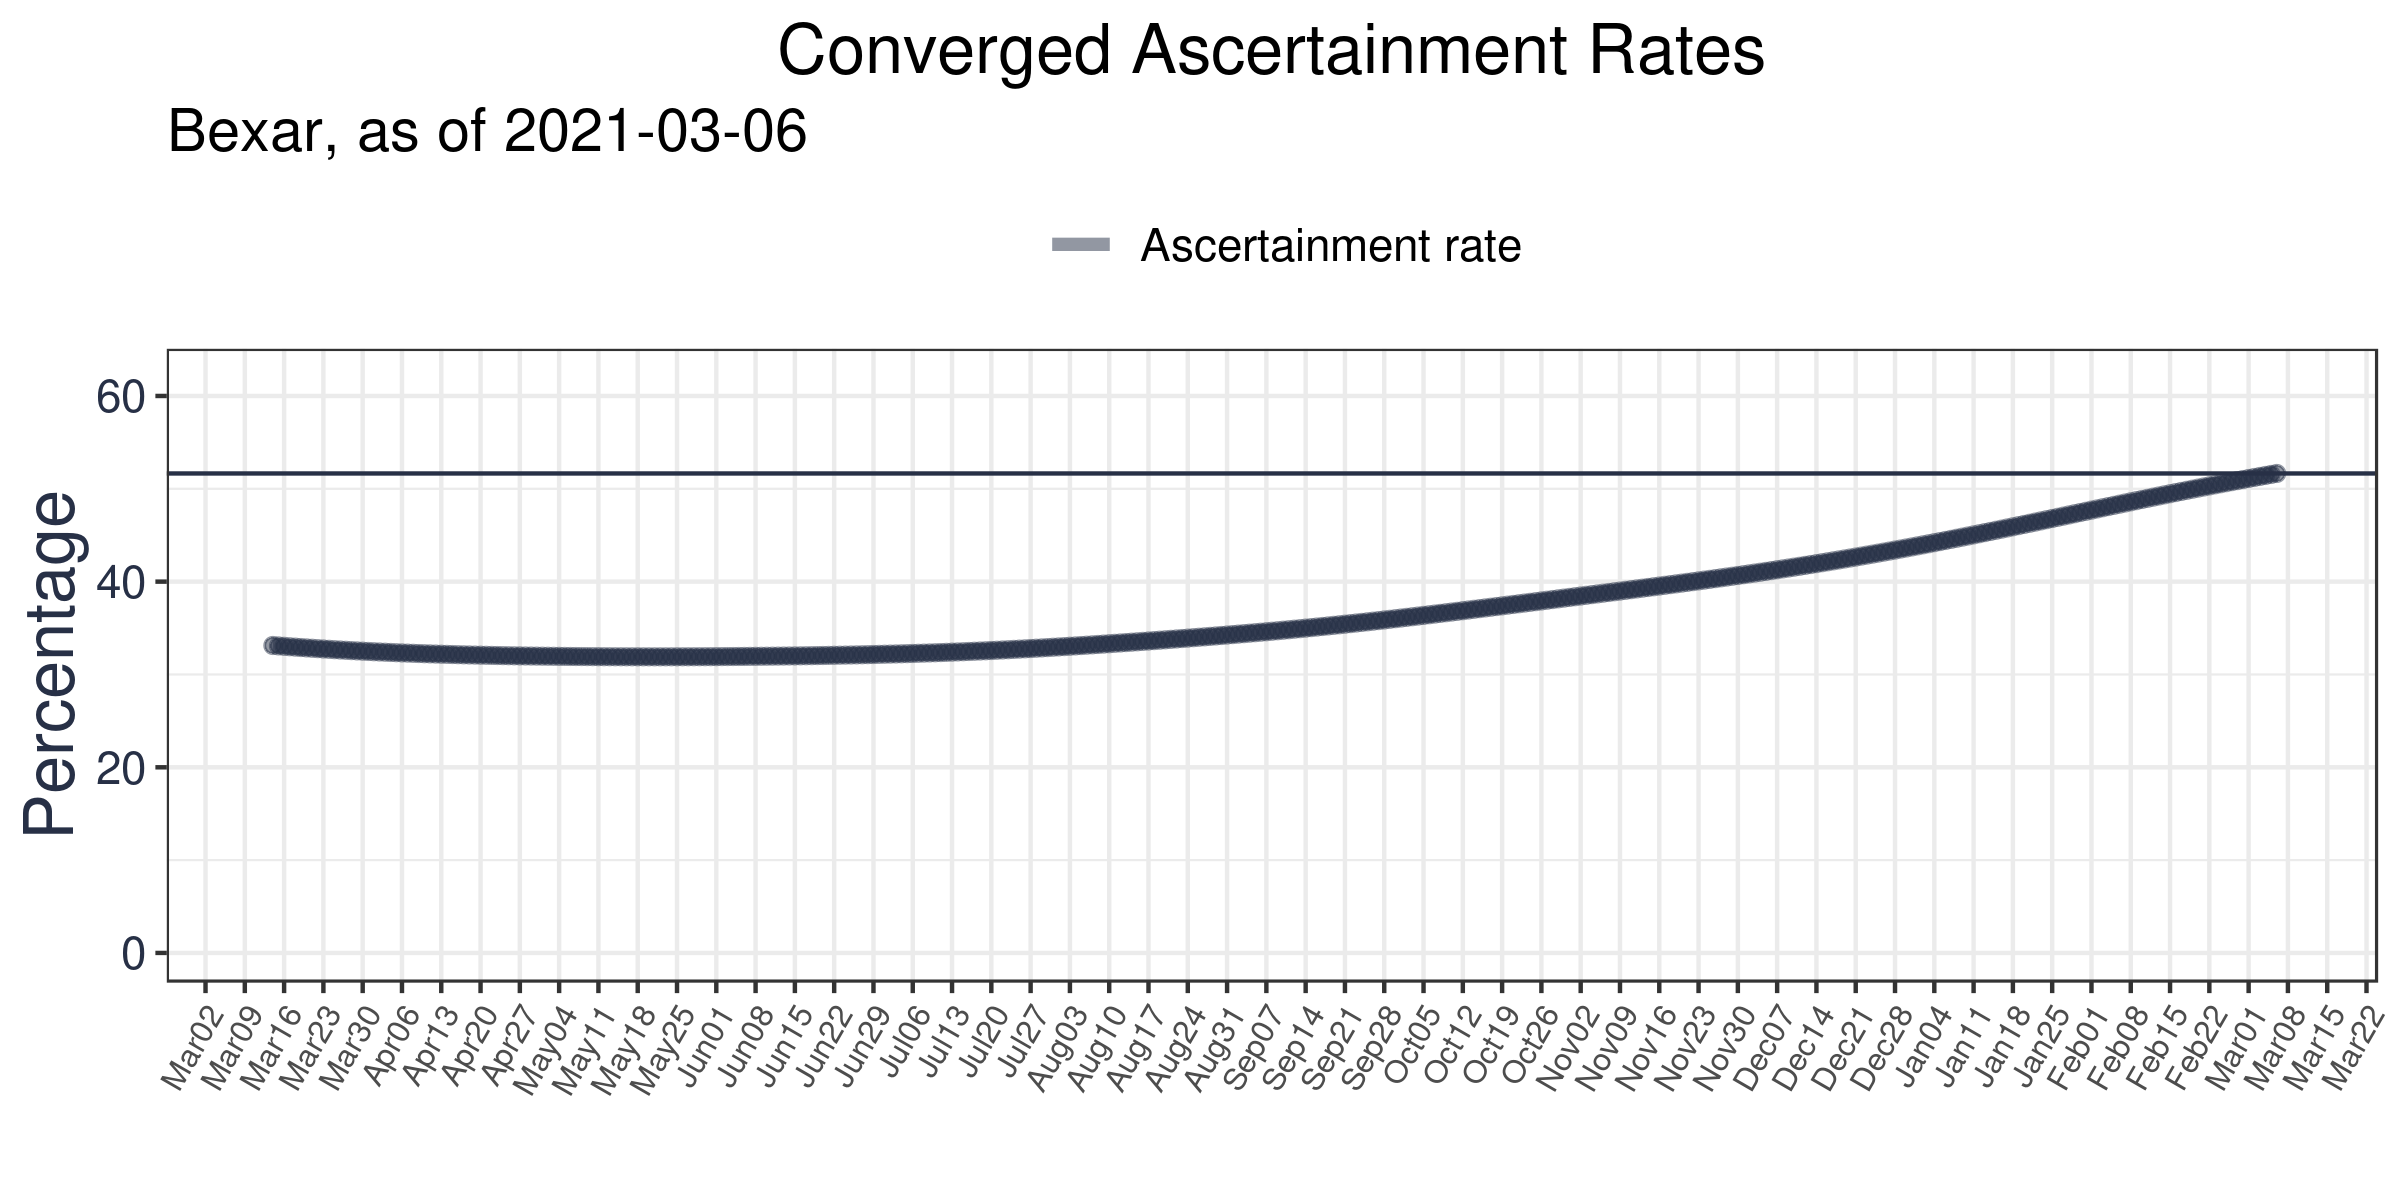 Converged Ascertainment Rates
Bexar, as of 2021-03-06
Ascertainment rate
Percentage
60
40
20
0
Mar02
Mar09
Mar16
Mar23
Mar30
Apr06
Apr13
Apr20
Apr27
May04
May11
May18
May25
Jun01
Jun08
Jun15
Jun22
Jun29
Jul06
Jul13
Jul20
Jul27
Aug03
Aug10
Aug17
Aug24
Aug31
Sep07
Sep14
Sep21
Sep28
Oct05
Oct12
Oct19
Oct26
Nov02
Nov09
Nov16
Nov23
Nov30
Dec07
Dec14
Dec21
Dec28
Jan04
Jan11
Jan18
Jan25
Feb01
Feb08
Feb15
Feb22
Mar01
Mar08
Mar15
Mar22